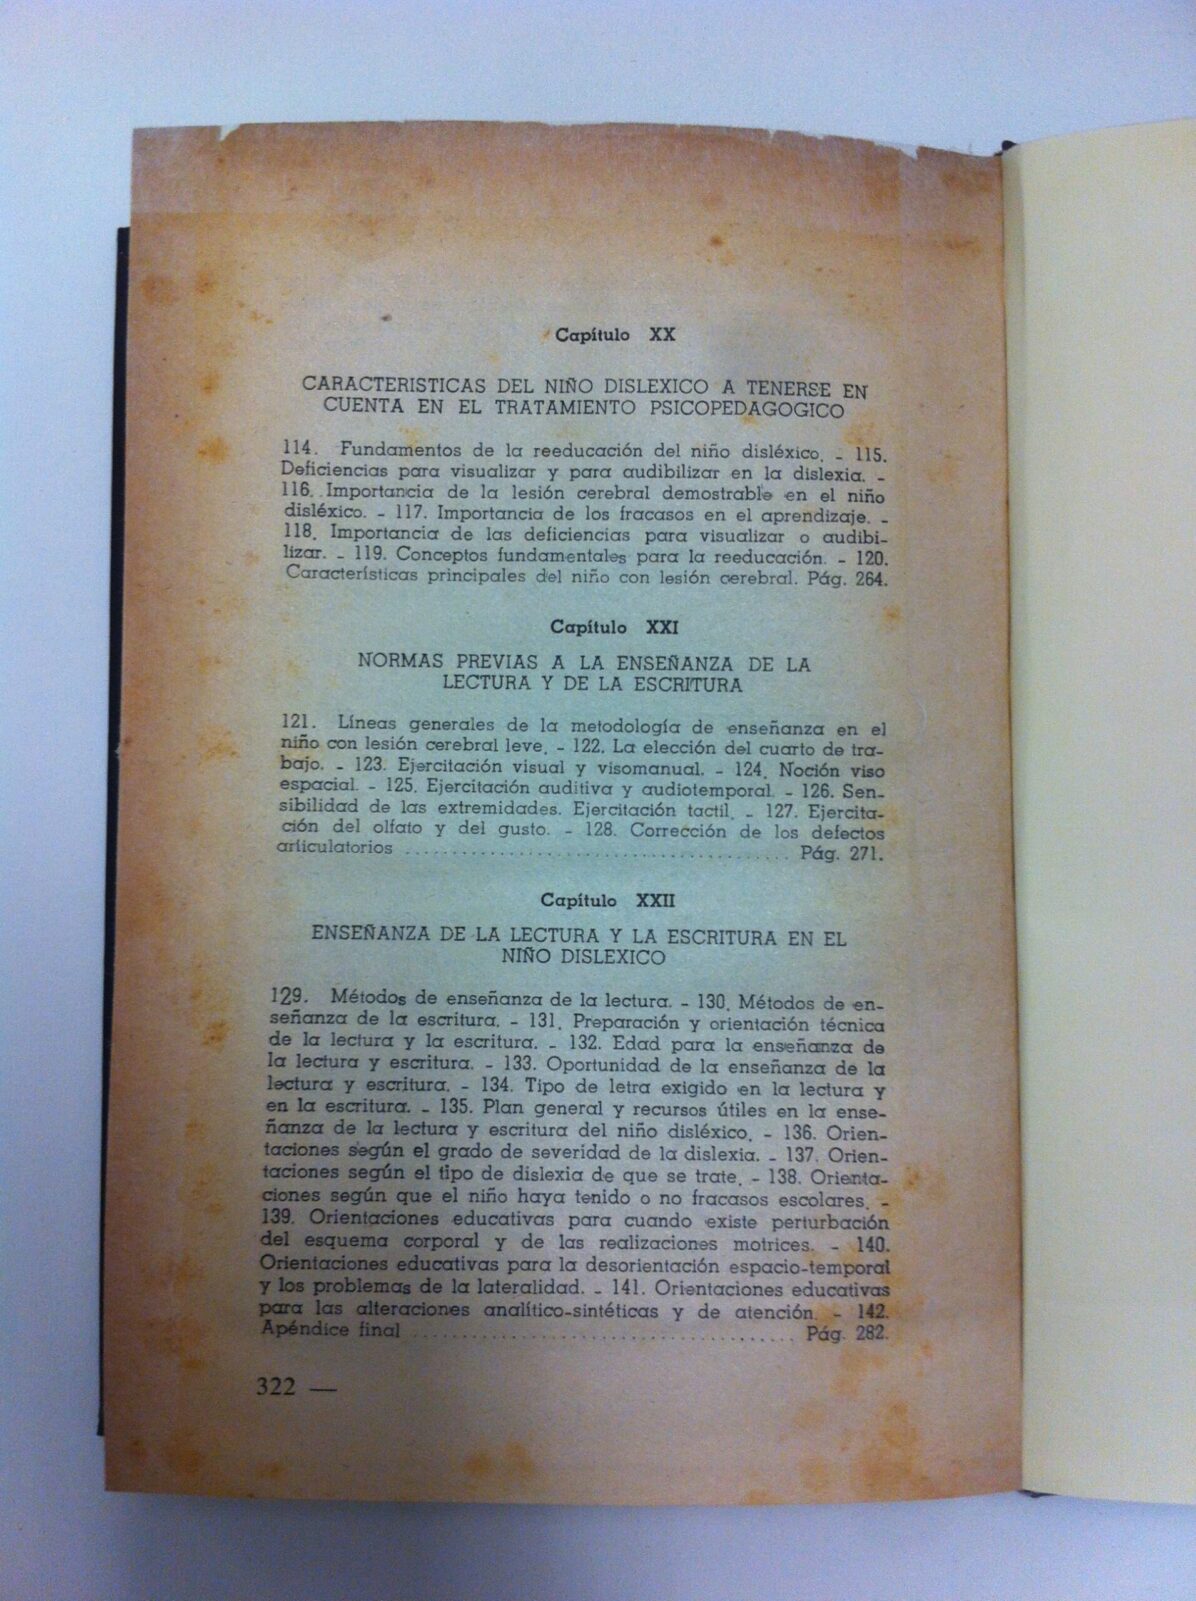 Capítulo XX
CARACTERISTICAS DEL NIÑO DISLEXICO A TENERSE EN
CUENTA EN EL TRATAMIENTO PSICOPEDAGOGICO
114. Fundamentos de la reeducación del niño disléxico. - 115.
Deficiencias para visualizar y para audibilizar en la dislexia. -
116. Importancia de la lesión cerebral demostrable en el niño
disléxico. - 117. Importancia de los fracasos en el aprendizaje. -
118. Importancia de las deficiencias para visualizar o audibi-
lizar. - 119. Conceptos fundamentales para la reeducación. - 120.
Características principales del niño con lesión cerebral. Pág. 264.
Capítulo XXI
NORMAS PREVIAS A LA ENSEÑANZA DE LA
LECTURA Y DE LA ESCRITURA
121. Líneas generales de la metodología de enseñanza en el
niño con lesión cerebral leve. - 122. La elección del cuarto de tra-
bajo. - 123. Ejercitación visual y visomanual. - 124. Noción viso
espacial. - 125. Ejercitación auditiva y audiotemporal. - 126. Sen-
sibilidad de las extremidades. Ejercitación tactil. - 127. Ejercita-
ción del olfato y del gusto. - 128. Corrección de los defectos
articulatorios ........................................ Pág. 271.
Capítulo XXII
ENSEÑANZA DE LA LECTURA Y LA ESCRITURA EN EL
NIÑO DISLEXICO
129. Métodos de enseñanza de la lectura. - 130. Métodos de en-
señanza de la escritura. - 131. Preparación y orientación técnica
de la lectura y la escritura. - 132. Edad para la enseñanza de
la lectura y escritura. - 133. Oportunidad de la enseñanza de la
lectura y escritura. - 134. Tipo de letra exigido en la lectura y
en la escritura. - 135. Plan general y recursos útiles en la ense-
ñanza de la lectura y escritura del niño disléxico. - 136. Orien-
taciones según el grado de severidad de la dislexia. - 137. Orien-
taciones según el tipo de dislexia de que se trate. - 138. Orienta-
ciones según que el niño haya tenido o no fracasos escolares. -
139. Orientaciones educativas para cuando existe perturbación
del esquema corporal y de las realizaciones motrices. - 140.
Orientaciones educativas para la desorientación espacio-temporal
y los problemas de la lateralidad. - 141. Orientaciones educativas
para las alteraciones analítico-sintéticas y de atención. - 142.
Apéndice final ....................................... Pág. 282.
322 —